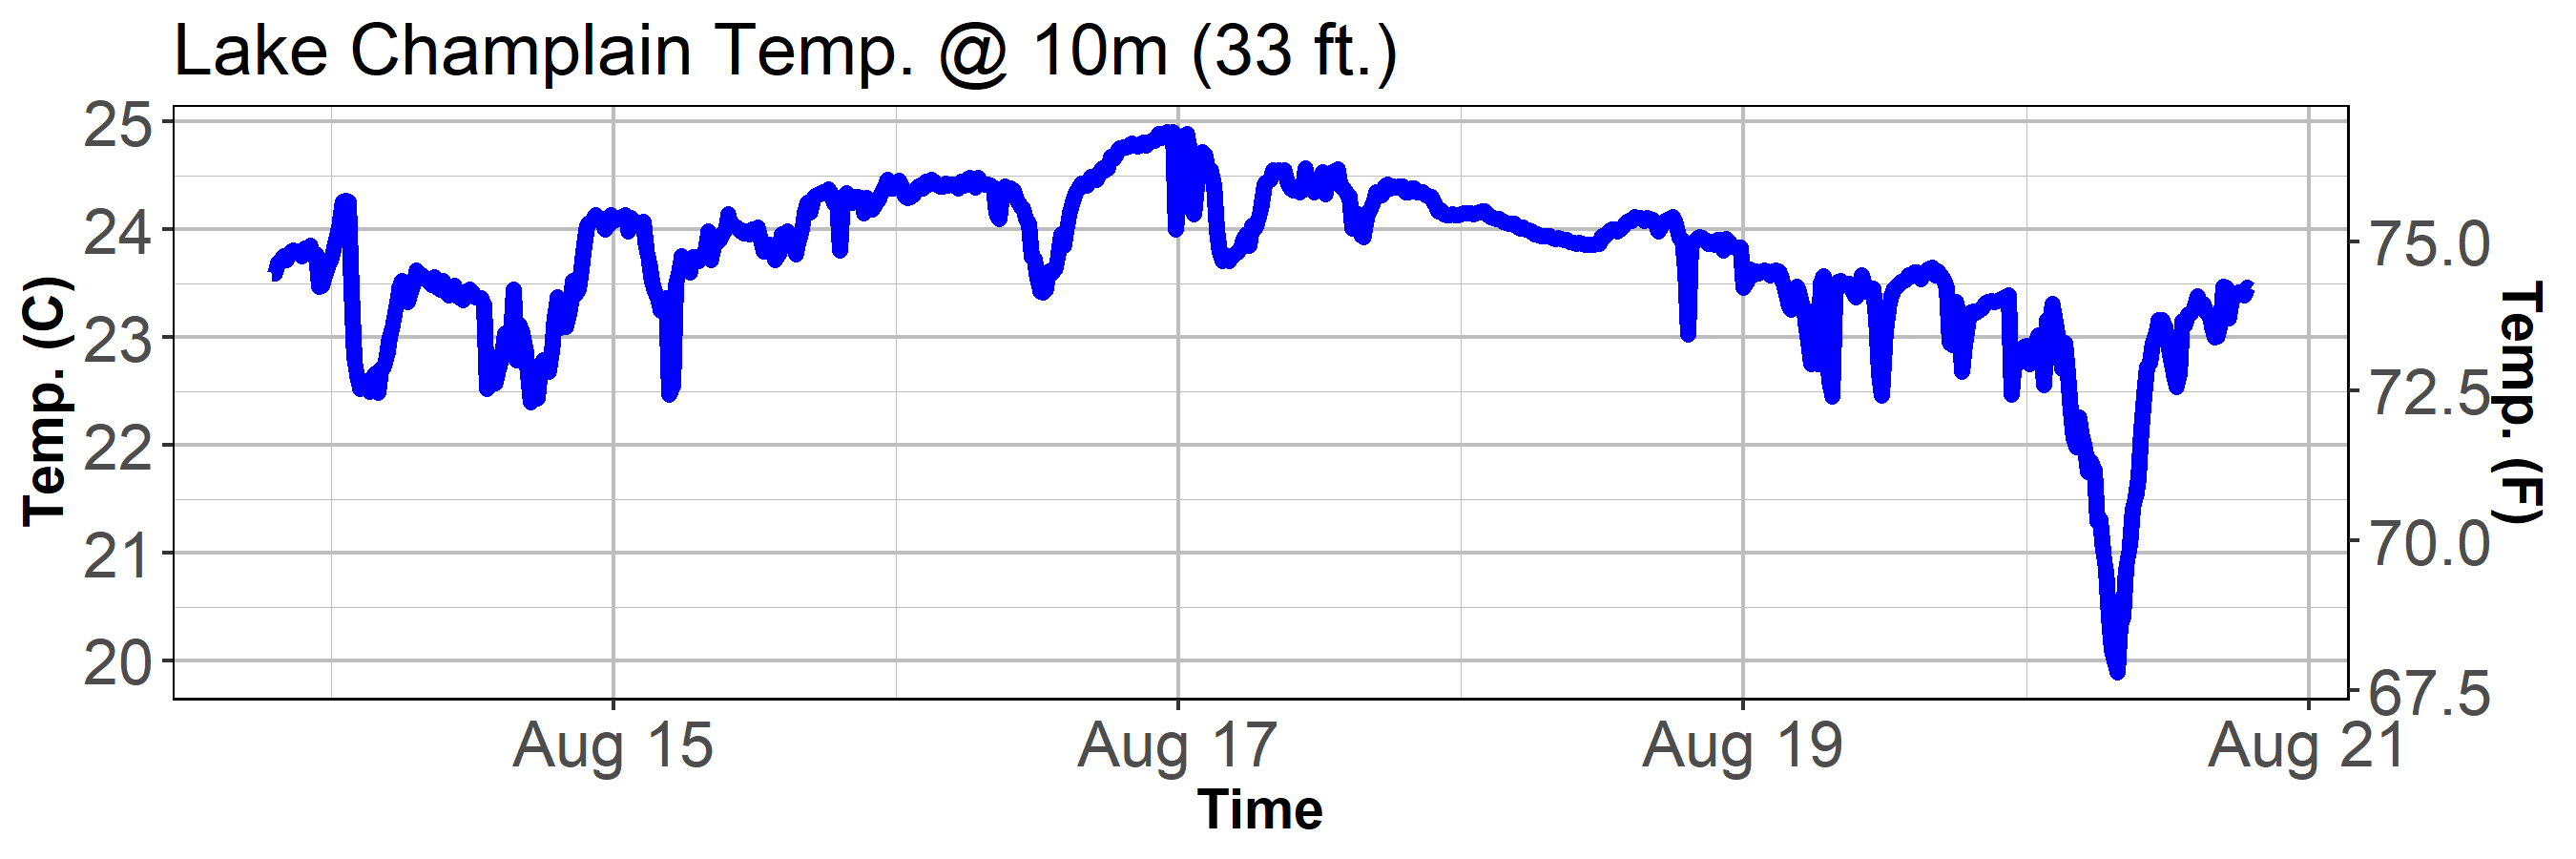 Lake Champlain Temp. @ 10m (33 ft.)
Temp. (C)
25
24
23
22
21
20
75.0
72.5
70.0
67.5
Temp. (F)
Aug 15
Aug 17
Aug 19
Aug 21
Time